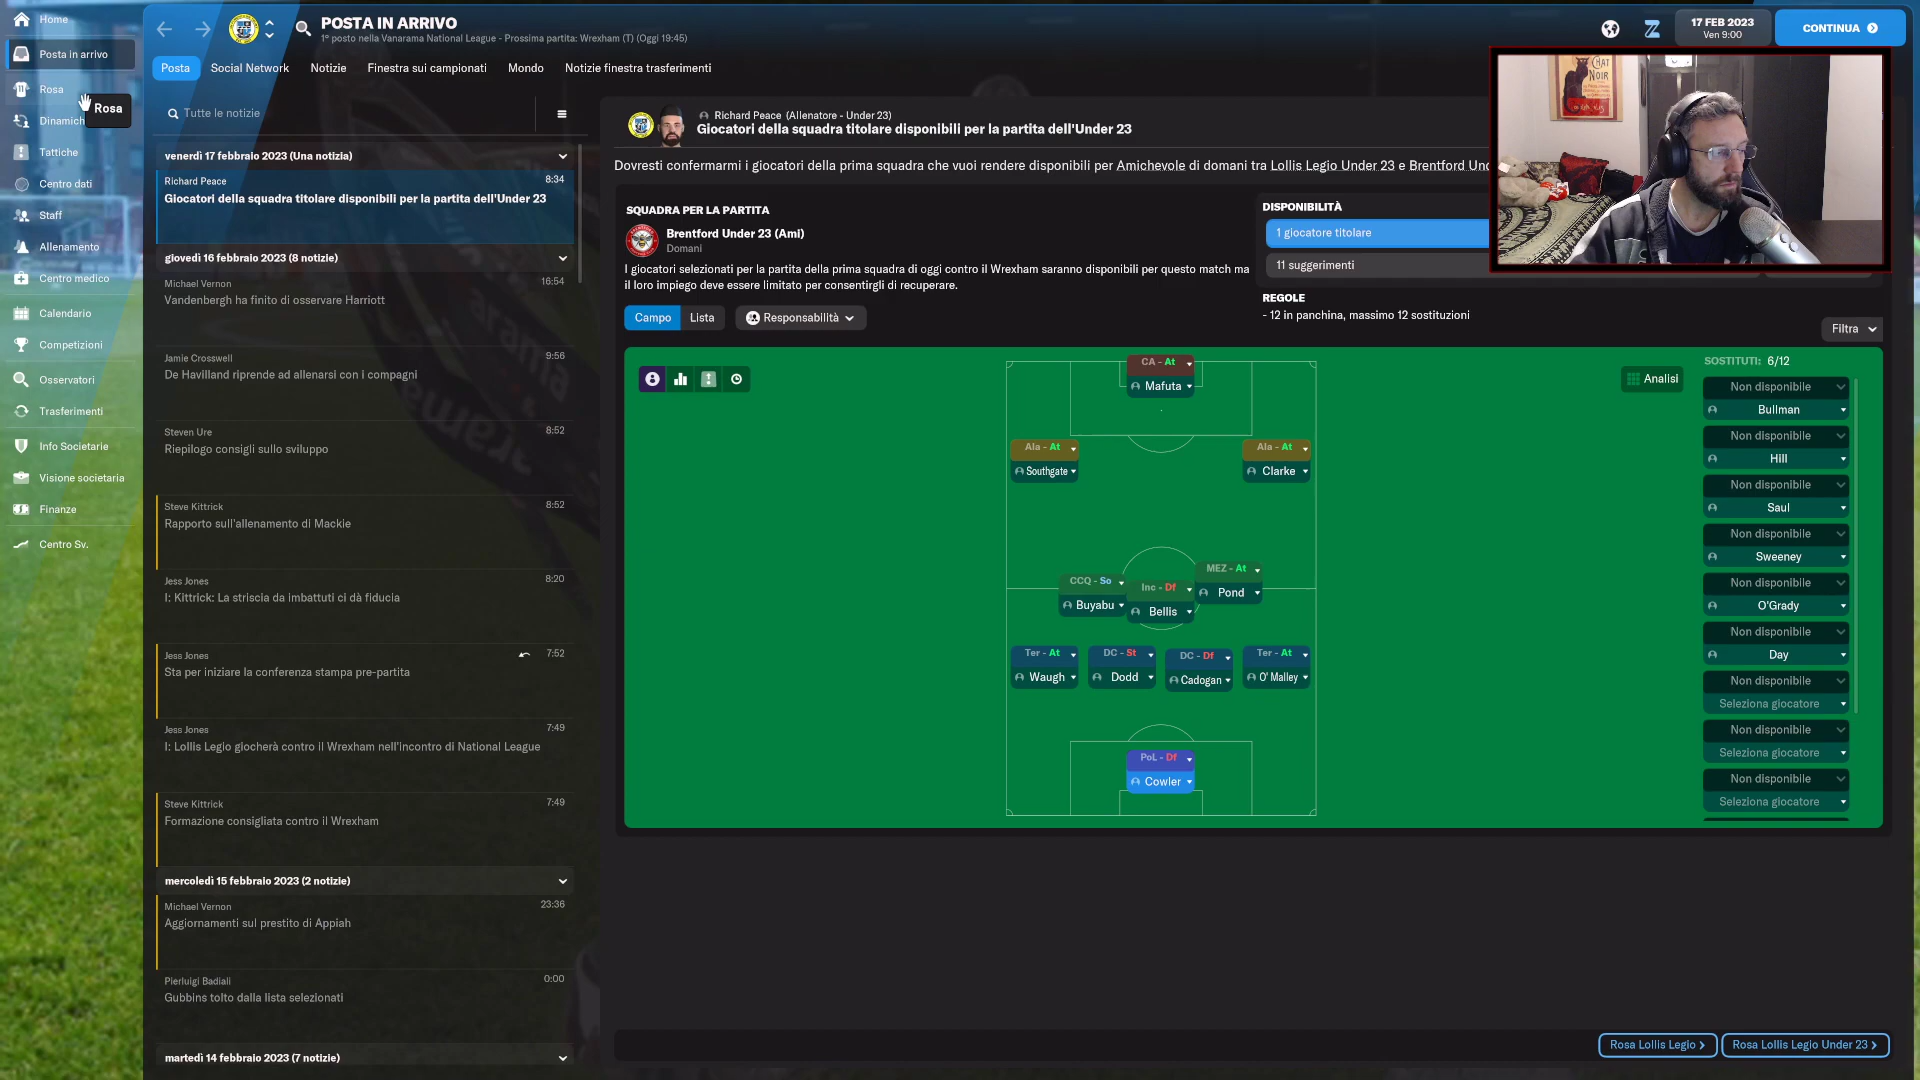 Home
Posta in arrivo
Rosa
Rosa
Dinamich
Tattiche
Centro dati
Staff
Allenamento
Centro medico
Calendario
Competizioni
Osservatori
Trasferimenti
Info Societarie
Visione societaria
Finanze
Centro Sv.
POSTA IN ARRIVO
1° posto nella Vanarama National League - Prossima partita: Wrexham (T) (Oggi 19:45)
17 FEB 2023
Ven 9:00
CONTINUA
Posta
Social Network
Notizie
Finestra sui campionati
Mondo
Notizie finestra trasferimenti
Tutte le notizie
venerdì 17 febbraio 2023 (Una notizia)
Richard Peace
8:34
Giocatori della squadra titolare disponibili per la partita dell'Under 23
giovedì 16 febbraio 2023 (8 notizie)
Michael Vernon
16:54
Vandenbergh ha finito di osservare Harriott
Jamie Crosswell
9:56
De Havilland riprende ad allenarsi con i compagni
Steven Ure
8:52
Riepilogo consigli sullo sviluppo
Steve Kittrick
8:52
Rapporto sull'allenamento di Mackie
Jess Jones
8:20
I: Kittrick: La striscia da imbattuti ci dà fiducia
Jess Jones
7:52
Sta per iniziare la conferenza stampa pre-partita
Jess Jones
7:49
I: Lollis Legio giocherà contro il Wrexham nell'incontro di National League
Steve Kittrick
7:49
Formazione consigliata contro il Wrexham
mercoledì 15 febbraio 2023 (2 notizie)
Michael Vernon
23:36
Aggiornamenti sul prestito di Appiah
Pierluigi Badiali
0:00
Gubbins tolto dalla lista selezionati
martedì 14 febbraio 2023 (7 notizie)
Richard Peace (Allenatore - Under 23)
Giocatori della squadra titolare disponibili per la partita dell'Under 23
Dovresti confermarmi i giocatori della prima squadra che vuoi rendere disponibili per Amichevole di domani tra Lollis Legio Under 23 e Brentford Und
SQUADRA PER LA PARTITA
Brentford Under 23 (Ami)
Domani
I giocatori selezionati per la partita della prima squadra di oggi contro il Wrexham saranno disponibili per questo match ma
il loro impiego deve essere limitato per consentirgli di recuperare.
DISPONIBILITÀ
1 giocatore titolare
11 suggerimenti
REGOLE
- 12 in panchina, massimo 12 sostituzioni
Campo
Lista
Responsabilità
Filtra
Analisi
CA - At
Mafuta
Ala - At
Southgate
Ala - At
Clarke
CCQ - So
Buyabu
Inc - Df
Bellis
MEZ - At
Pond
Ter - At
Waugh
DC - St
Dodd
DC - Df
Cadogan
Ter - At
O' Malley
PoL - Df
Cowler
SOSTITUTI: 6/12
Non disponibile
Bullman
Non disponibile
Hill
Non disponibile
Saul
Non disponibile
Sweeney
Non disponibile
O'Grady
Non disponibile
Day
Non disponibile
Seleziona giocatore
Non disponibile
Seleziona giocatore
Non disponibile
Seleziona giocatore
Rosa Lollis Legio
Rosa Lollis Legio Under 23
CHAT
NOIR